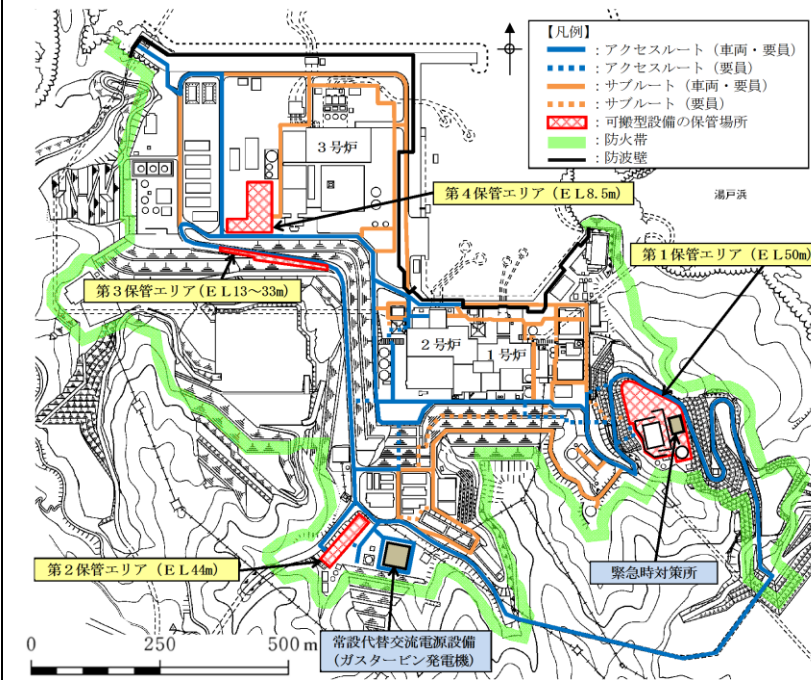 【凡例】
：アクセスルート（車両・要員）
：アクセスルート（要員）
：サブルート（車両・要員）
：サブルート（要員）
：可搬型設備の保管場所
：防火帯
：防波壁
3号炉
第4保管エリア（EL8.5m）
湯戸浜
第1保管エリア（EL50m）
第3保管エリア（EL13～33m）
2号炉
1号炉
第2保管エリア（EL44m）
緊急時対策所
常設代替交流電源設備
（ガスタービン発電機）
0 250 500 m